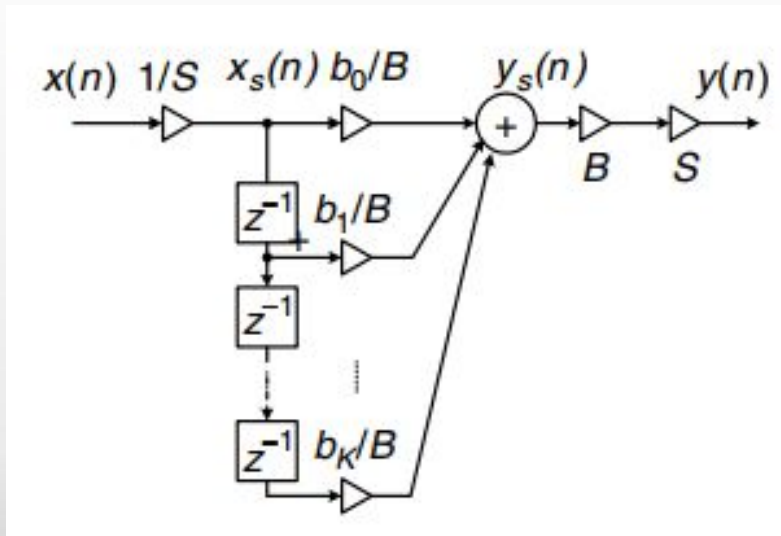 x(n) 1/S x_s(n) b_0/B y_s(n) y(n)
+
B S
z^-1 b_1/B
+
z^-1
z^-1 b_K/B